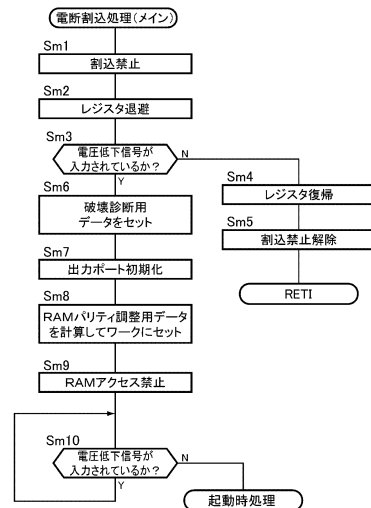 電断割込処理(メイン)
Sm1
割込禁止
Sm2
レジスタ退避
Sm3
電圧低下信号が
入力されているか?
N
Y
Sm4
レジスタ復帰
Sm5
割込禁止解除
RETI
Sm6
破壊診断用
データをセット
Sm7
出力ポート初期化
Sm8
RAMパリティ調整用データ
を計算してワークにセット
Sm9
RAMアクセス禁止
Sm10
電圧低下信号が
入力されているか?
N
Y
起動時処理